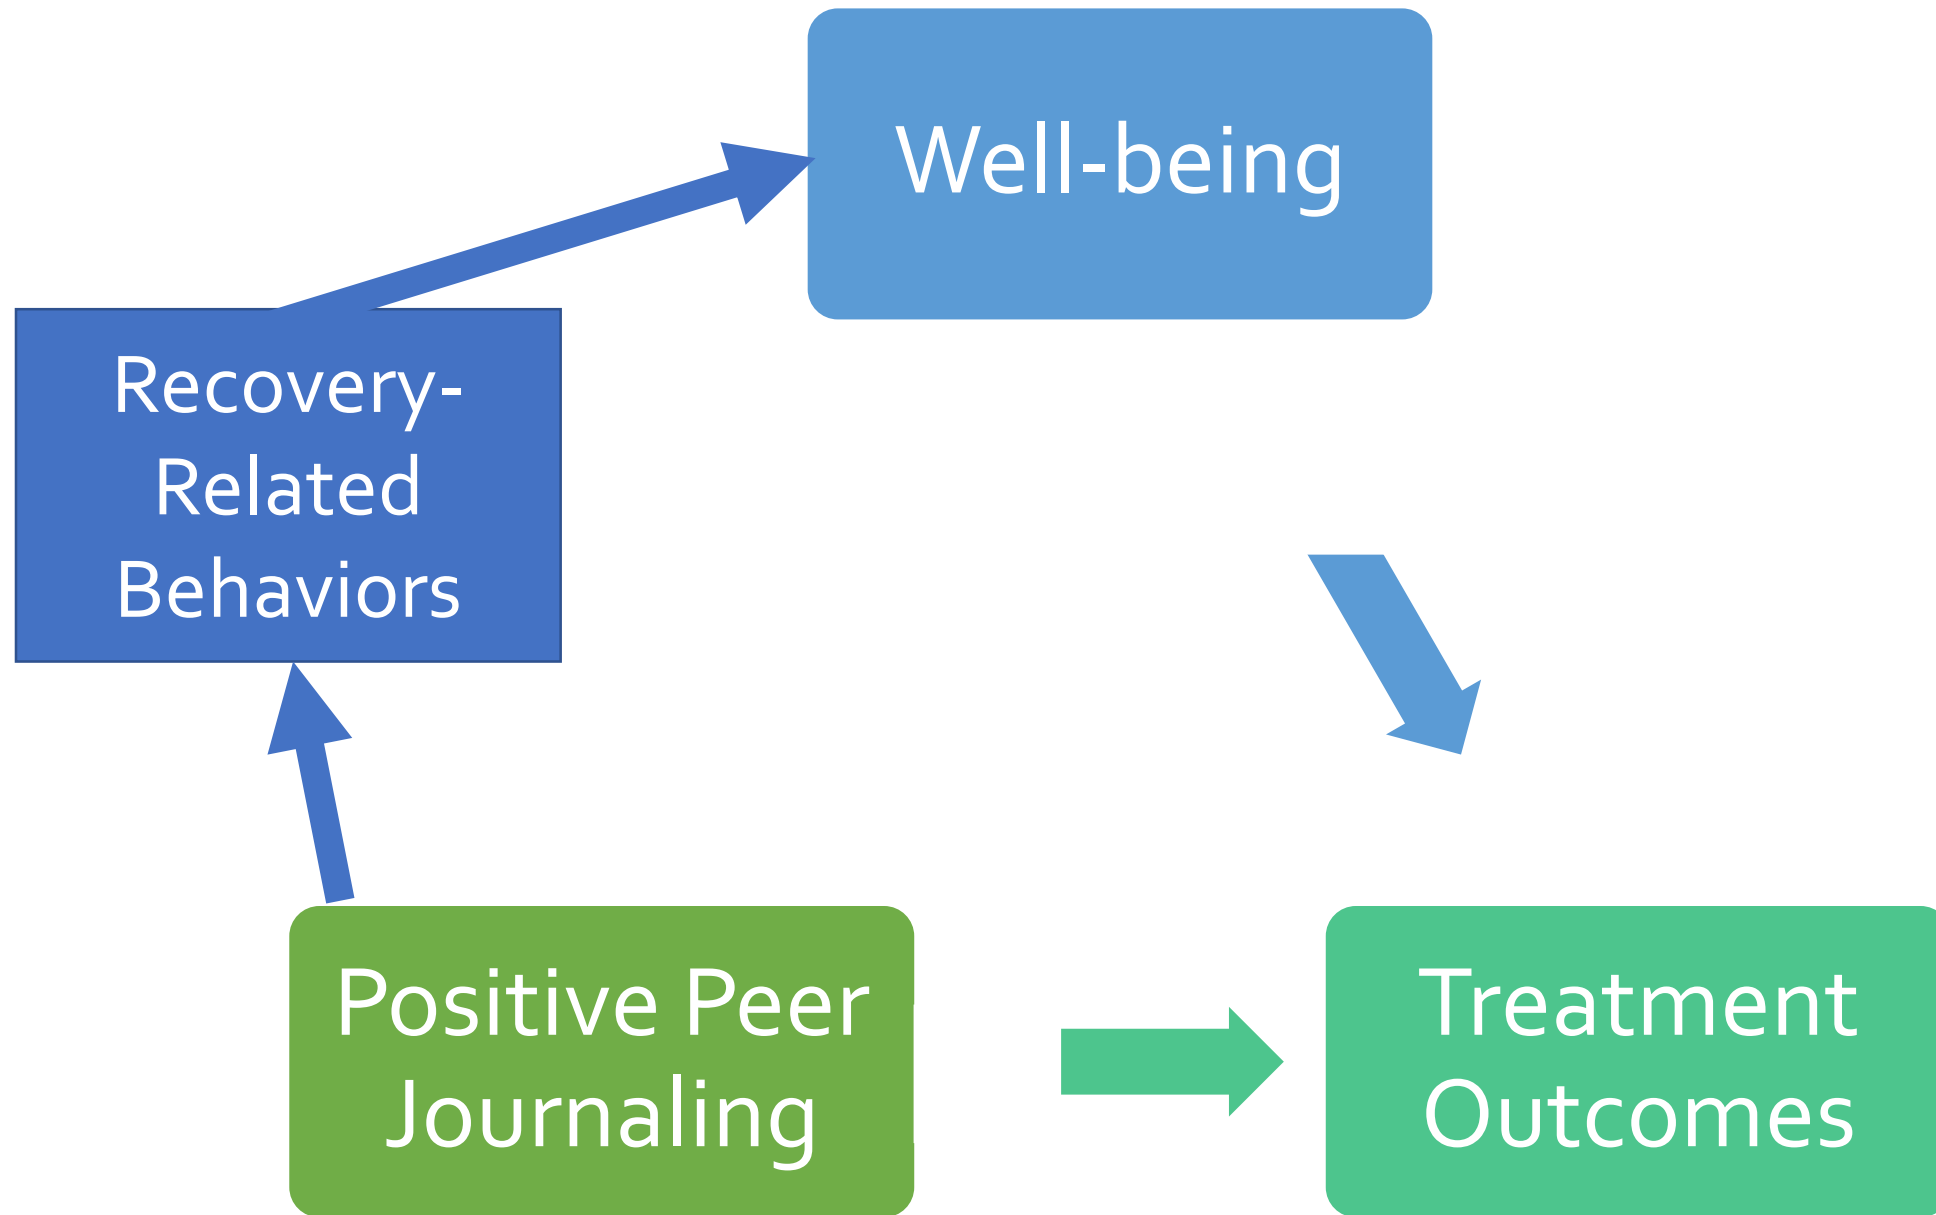 Well-being
Recovery-
Related
Behaviors
Positive Peer
Journaling
Treatment
Outcomes